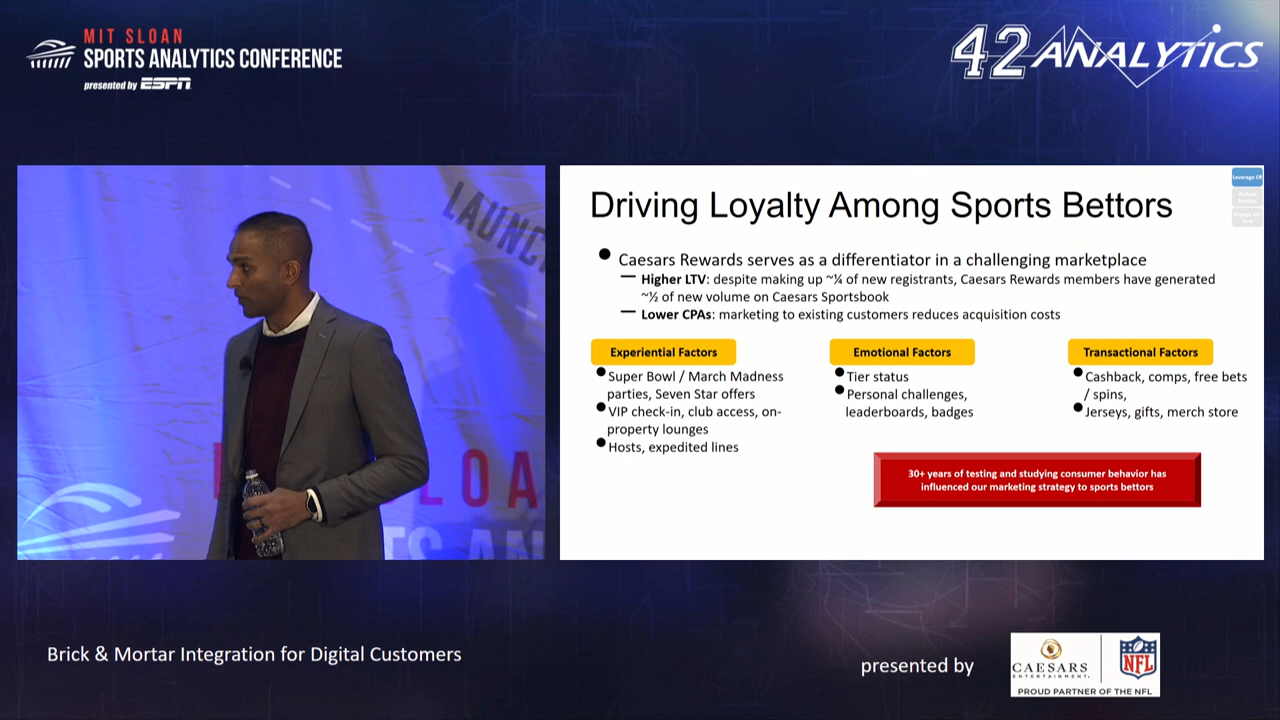 MIT SLOAN
SPORTS ANALYTICS CONFERENCE
presented by ESPN
42 ANALYTICS
LAUNC
SLOA
TS AN
Leverage CR
Driving Loyalty Among Sports Bettors
● Caesars Rewards serves as a differentiator in a challenging marketplace
— Higher LTV: despite making up ~¼ of new registrants, Caesars Rewards members have generated
~½ of new volume on Caesars Sportsbook
— Lower CPAs: marketing to existing customers reduces acquisition costs
Experiential Factors
● Super Bowl / March Madness
parties, Seven Star offers
● VIP check-in, club access, on-
property lounges
● Hosts, expedited lines
Emotional Factors
● Tier status
● Personal challenges,
leaderboards, badges
Transactional Factors
● Cashback, comps, free bets
/ spins,
● Jerseys, gifts, merch store
30+ years of testing and studying consumer behavior has
influenced our marketing strategy to sports bettors
Brick & Mortar Integration for Digital Customers
presented by
CAESARS
ENTERTAINMENT.
NFL
PROUD PARTNER OF THE NFL